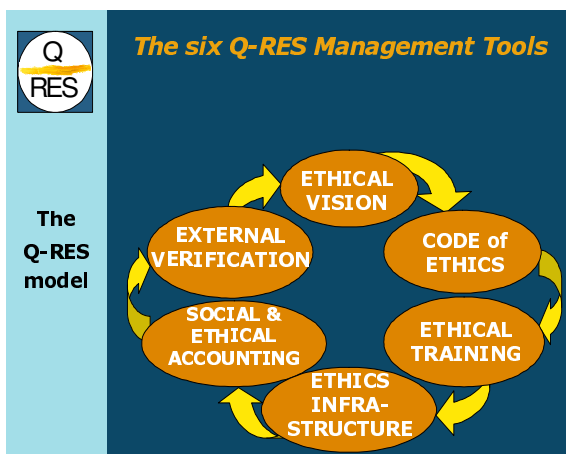 Q
RES
The six Q-RES Management Tools
The
Q-RES
model
ETHICAL
VISION
CODE of
ETHICS
ETHICAL
TRAINING
ETHICS
INFRA-
STRUCTURE
SOCIAL &
ETHICAL
ACCOUNTING
EXTERNAL
VERIFICATION